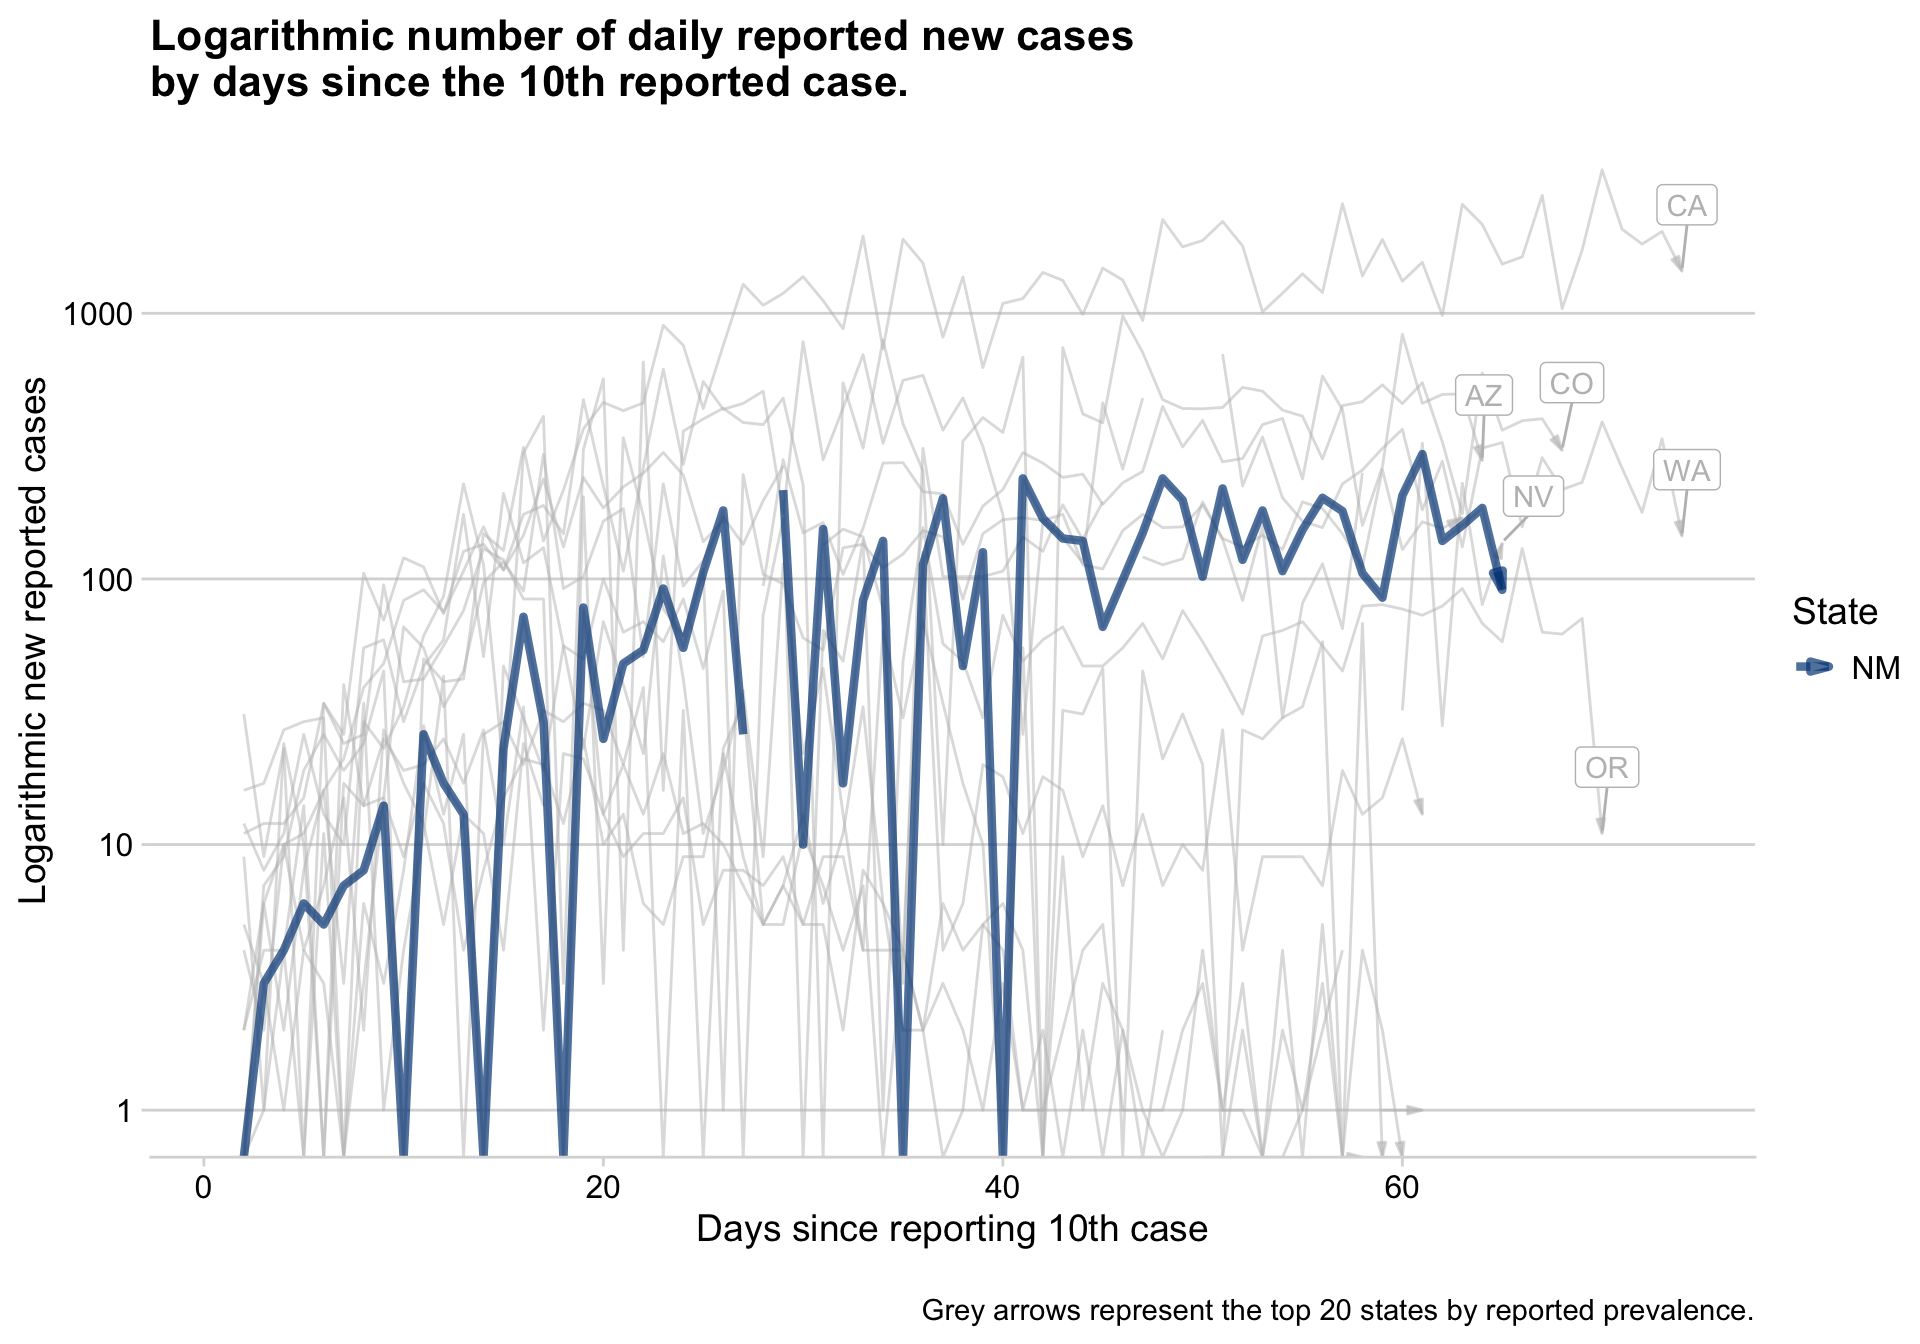 Logarithmic number of daily reported new cases
by days since the 10th reported case.
Logarithmic new reported cases
1000
100
10
1
CA
AZ
CO
WA
NV
OR
State
NM
0
20
40
60
Days since reporting 10th case
Grey arrows represent the top 20 states by reported prevalence.